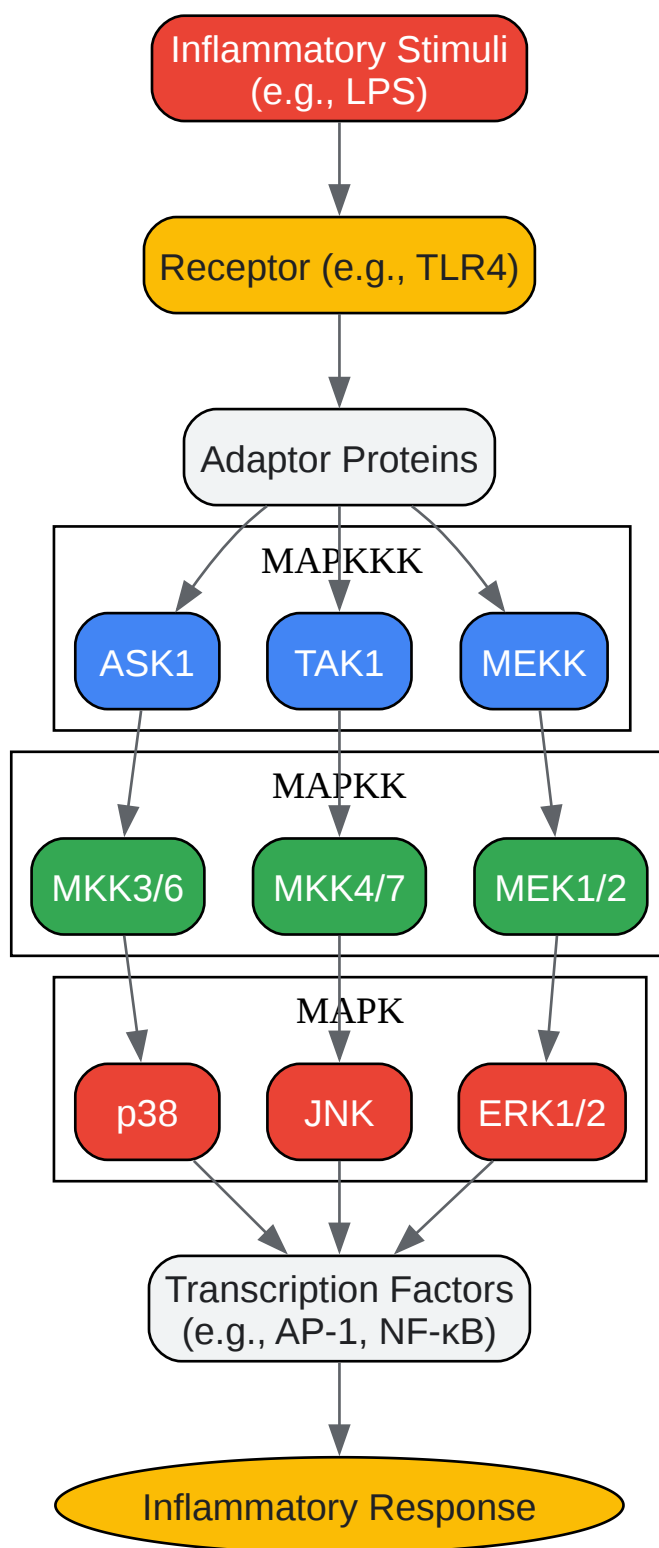 Inflammatory Stimuli
(e.g., LPS)
Receptor (e.g., TLR4)
Adaptor Proteins
MAPKKK
ASK1
TAK1
MEKK
MAPKK
MKK3/6
MKK4/7
MEK1/2
MAPK
p38
JNK
ERK1/2
Transcription Factors
(e.g., AP-1, NF-κB)
Inflammatory Response